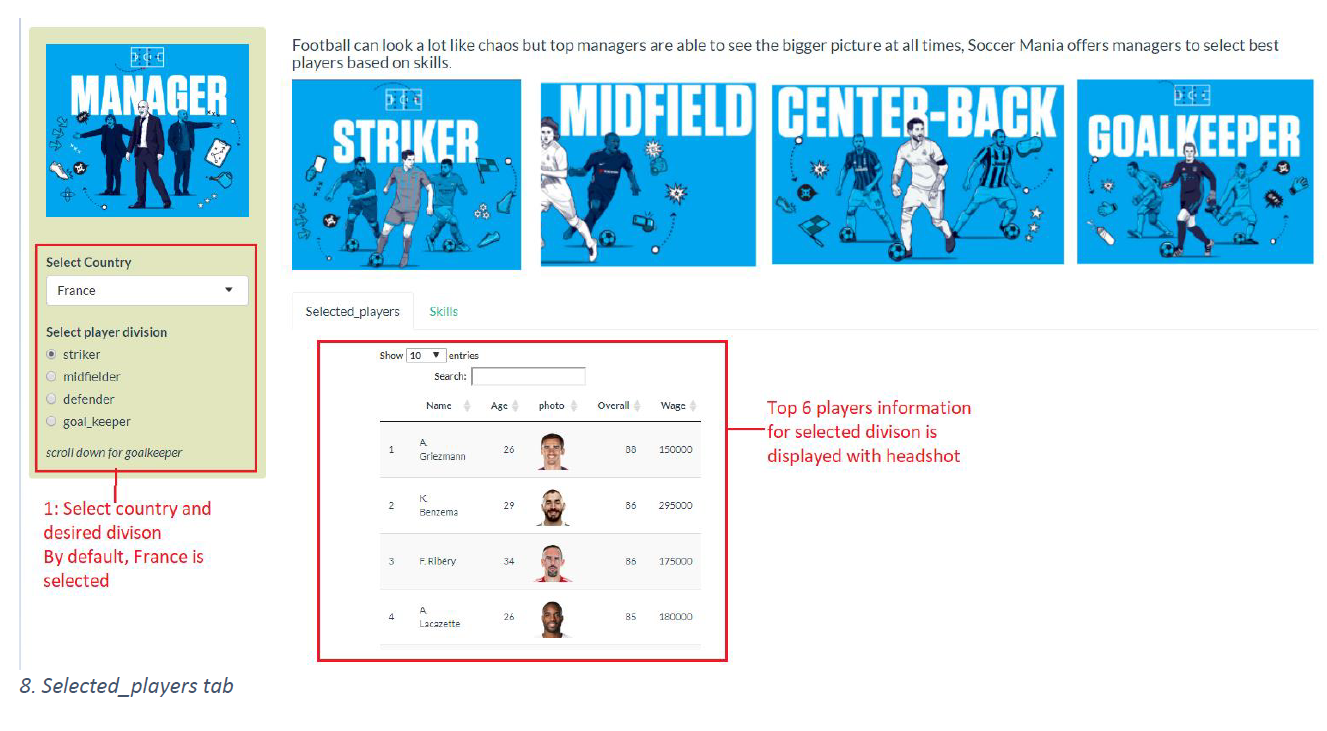 MANAGER
Football can look a lot like chaos but top managers are able to see the bigger picture at all times, Soccer Mania offers managers to select best
players based on skills.
STRIKER
MIDFIELD
CENTER-BACK
GOALKEEPER
Select Country
France
Select player division
striker
midfielder
defender
goal_keeper
scroll down for goalkeeper
1: Select country and
desired divison
By default, France is
selected
Selected_players Skills
Show 10 entries
Search:
Name Age photo Overall Wage
1 A. Griezmann 26 88 150000
2 K. Benzema 29 86 295000
3 F. Ribéry 34 86 175000
4 A. Lacazette 26 85 180000
Top 6 players information
for selected divison is
displayed with headshot
8. Selected_players tab